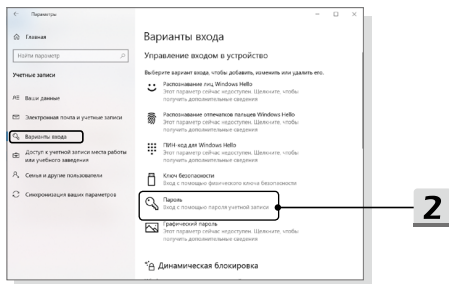 Параметры
Главная
Найти параметр
Учетные записи
Ваши данные
Электронная почта и учетные записи
Варианты входа
Доступ к учетной записи места работы
или учебного заведения
Семья и другие пользователи
Синхронизация ваших параметров
Варианты входа
Управление входом в устройство
Выберите вариант входа, чтобы добавить, изменить или удалить его.
Распознавание лиц Windows Hello
Этот параметр сейчас недоступен. Щелкните, чтобы
получить дополнительные сведения
Распознавание отпечатков пальцев Windows Hello
Этот параметр сейчас недоступен. Щелкните, чтобы
получить дополнительные сведения
ПИН-код для Windows Hello
Этот параметр сейчас недоступен. Щелкните, чтобы
получить дополнительные сведения
Ключ безопасности
Вход с помощью физического ключа безопасности
Пароль
Вход с помощью пароля учетной записи
Графический пароль
Этот параметр сейчас недоступен. Щелкните, чтобы
получить дополнительные сведения
Динамическая блокировка
2